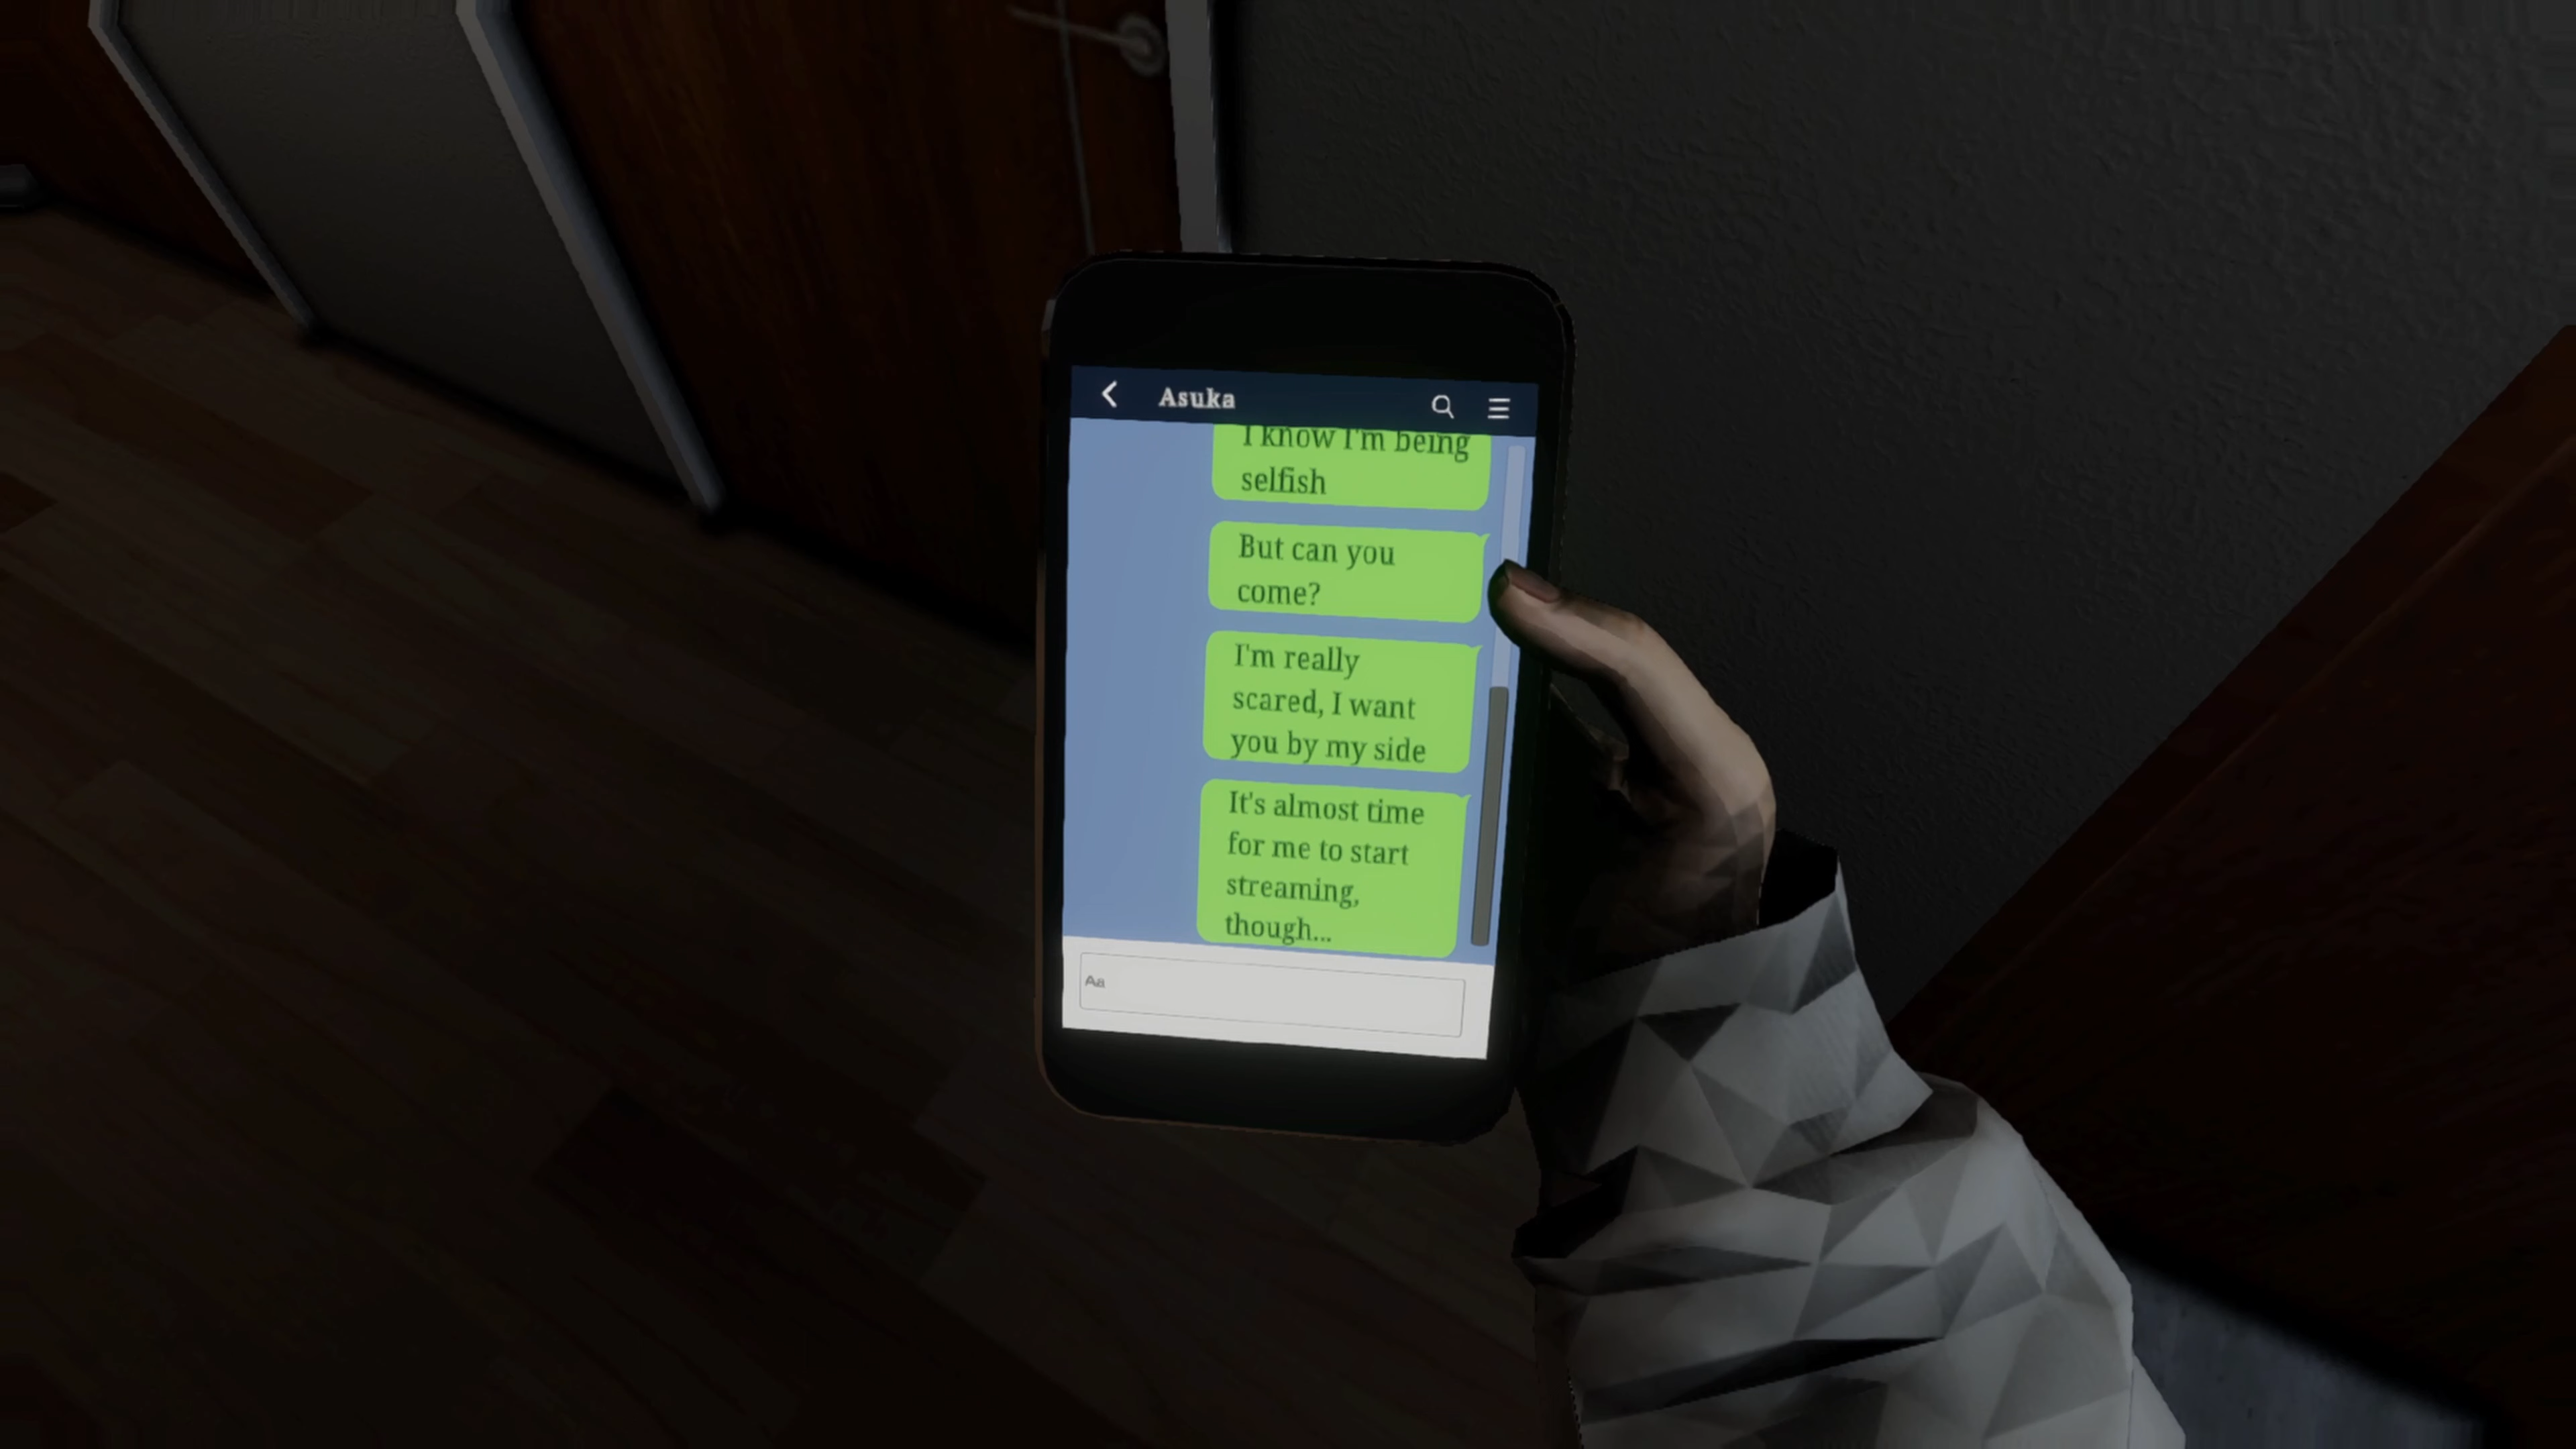 Asuka
I know I'm being
selfish
But can you
come?
I'm really
scared, I want
you by my side
It's almost time
for me to start
streaming,
though...
Aa